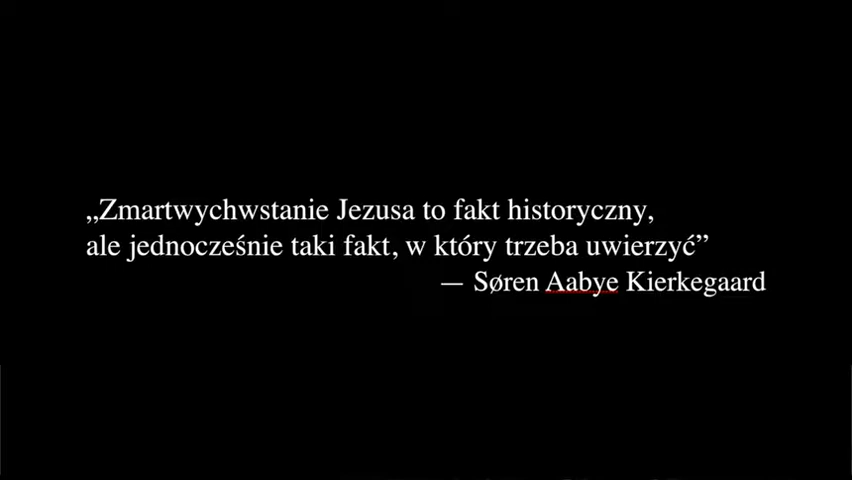 „Zmartwychwstanie Jezusa to fakt historyczny,
ale jednocześnie taki fakt, w który trzeba uwierzyć”
— Søren Aabye Kierkegaard